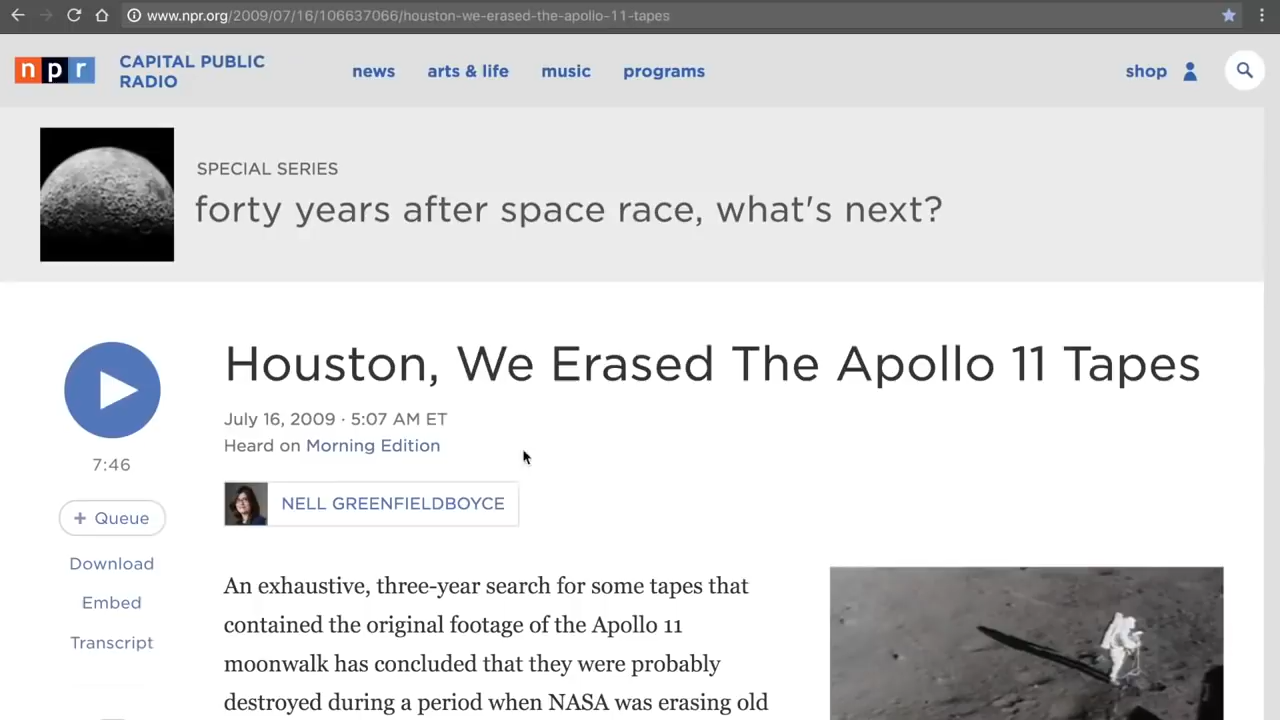 www.npr.org/2009/07/16/106637066/houston-we-erased-the-apollo-11-tapes
npr
CAPITAL PUBLIC
RADIO
news
arts & life
music
programs
shop
SPECIAL SERIES
forty years after space race, what's next?
Houston, We Erased The Apollo 11 Tapes
July 16, 2009 · 5:07 AM ET
Heard on Morning Edition
7:46
NELL GREENFIELDBOYCE
+ Queue
Download
Embed
Transcript
An exhaustive, three-year search for some tapes that
contained the original footage of the Apollo 11
moonwalk has concluded that they were probably
destroyed during a period when NASA was erasing old